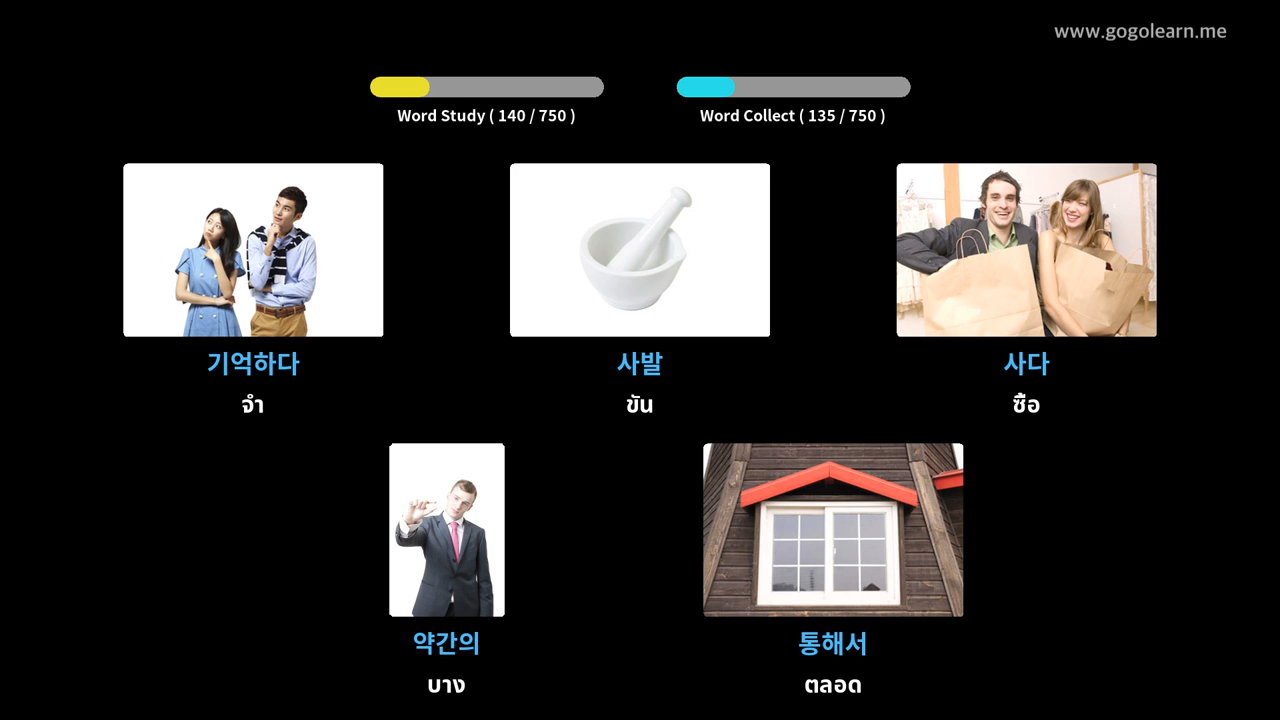 www.gogolearn.me
Word Study ( 140 / 750 )
Word Collect ( 135 / 750 )
기억하다
จำ
사발
ขัน
사다
ซื้อ
약간의
บาง
통해서
ตลอด